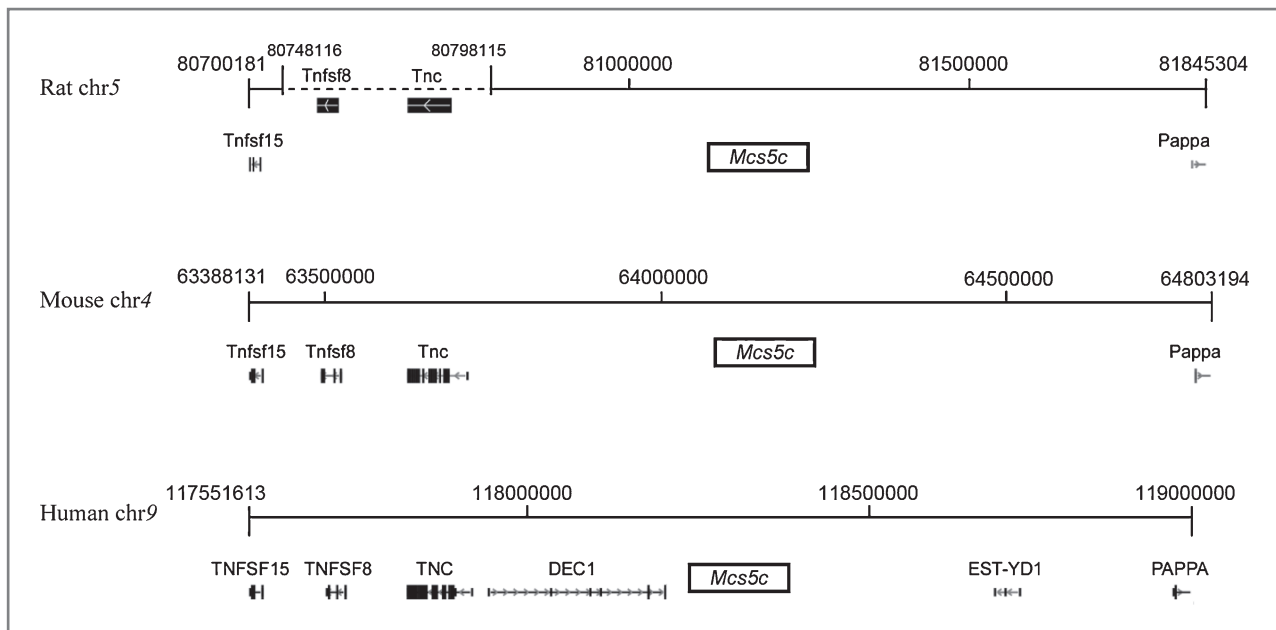 80748116 80798115
80700181 81000000 81500000 81845304
Tnfsf8 Tnc
Rat chr5
Tnfsf15 Mcs5c Pappa
63388131 63500000 64000000 64500000 64803194
Mouse chr4
Tnfsf15 Tnfsf8 Tnc Mcs5c Pappa
117551613 118000000 118500000 119000000
Human chr9
TNFSF15 TNFSF8 TNC DEC1 Mcs5c EST-YD1 PAPPA